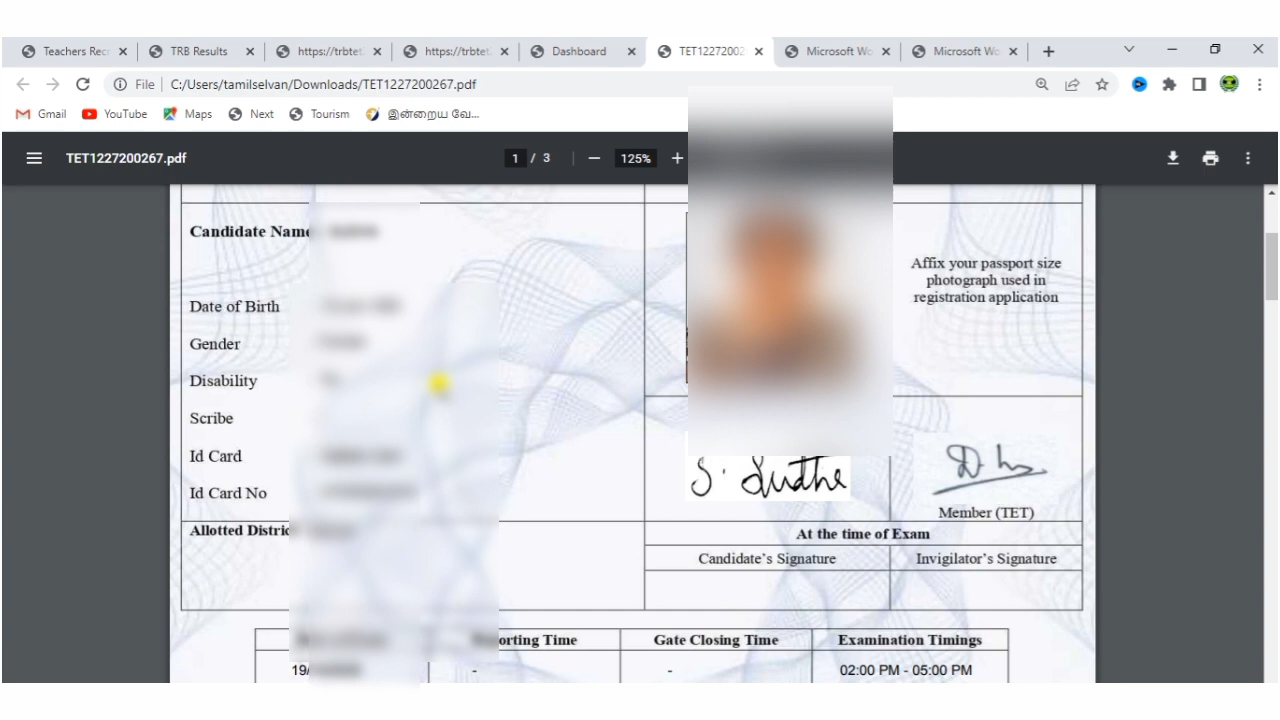 Teachers Recr
TRB Results
https://trbtet.
https://trbtet.
Dashboard
TET12272002
Microsoft Wo
Microsoft Wo
File
C:/Users/tamilselvan/Downloads/TET1227200267.pdf
Gmail
YouTube
Maps
Next
Tourism
இன்றைய வே...
TET1227200267.pdf
1 / 3
125%
Candidate Name
Affix your passport size
photograph used in
registration application
Date of Birth
Gender
Disability
Scribe
Id Card
Id Card No
S. Sudha
Member (TET)
Allotted Distric
At the time of Exam
Candidate's Signature
Invigilator's Signature
orting Time
Gate Closing Time
Examination Timings
19/
-
-
02:00 PM - 05:00 PM